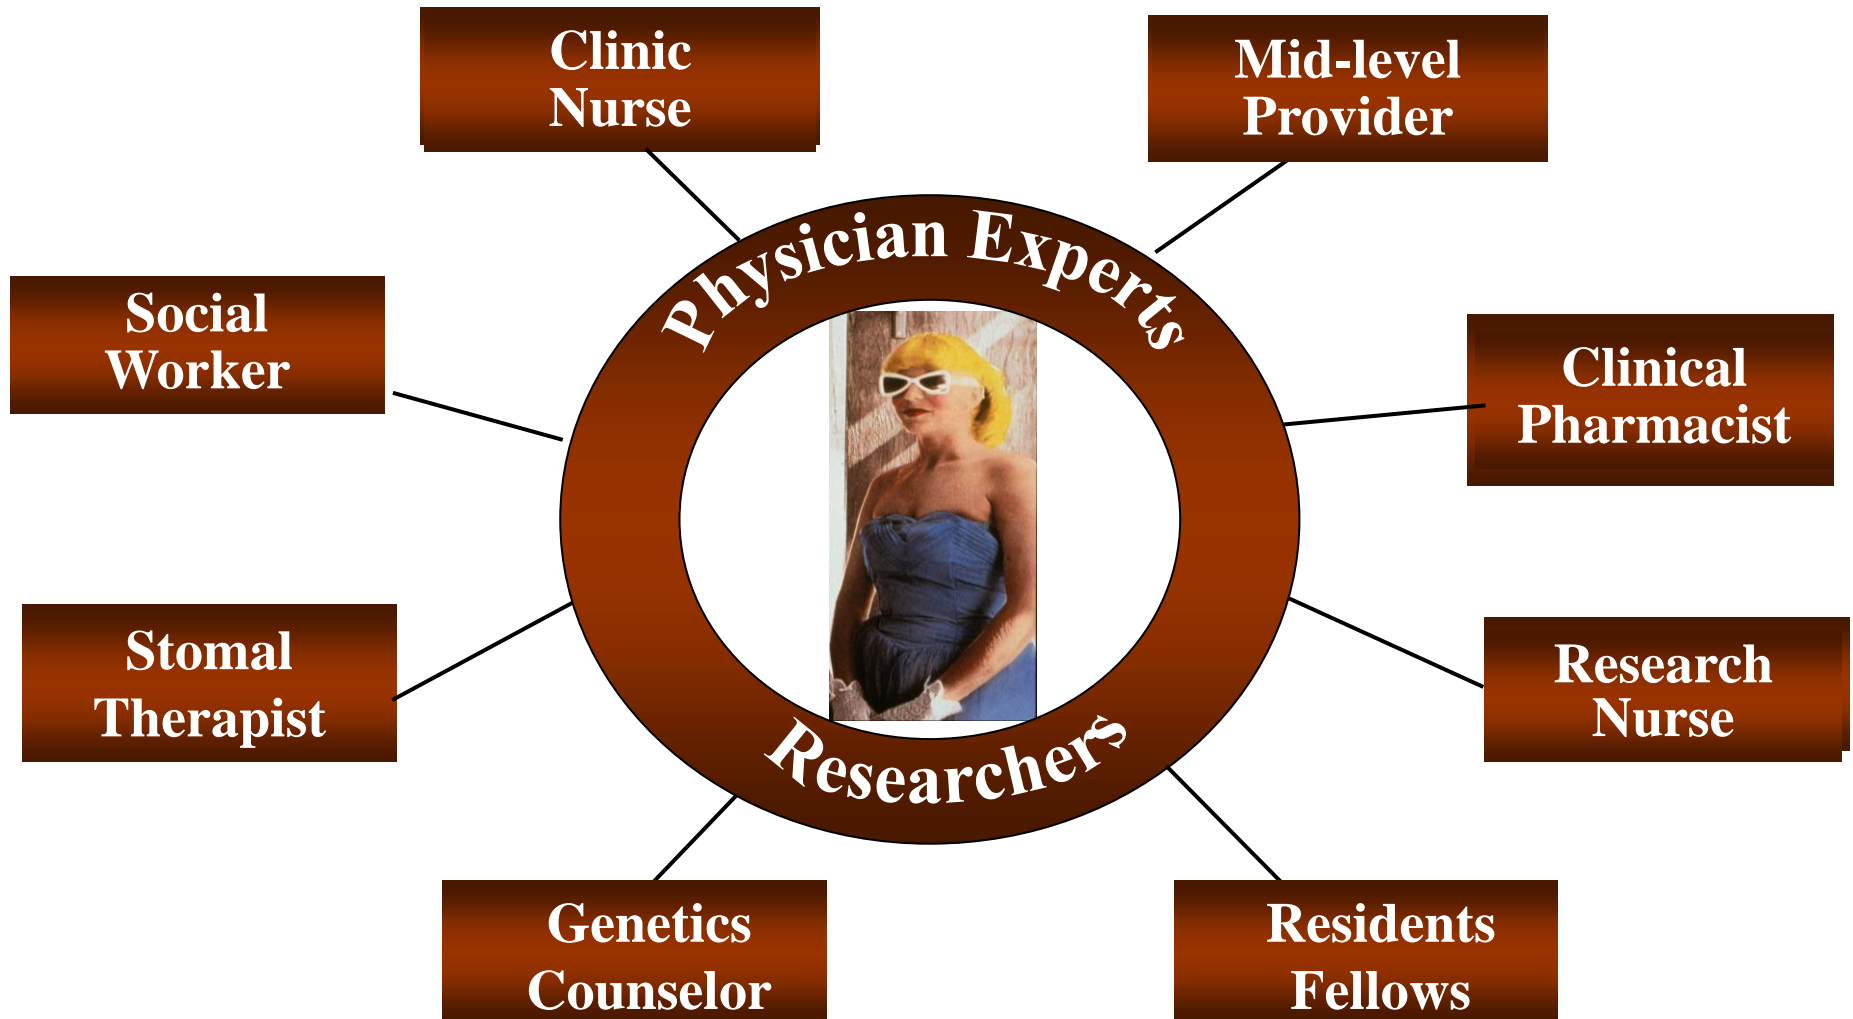 Clinic
Nurse
Mid-level
Provider
Physician Experts
Social
Worker
Clinical
Pharmacist
Stomal
Therapist
Research
Nurse
Researchers
Genetics
Counselor
Residents
Fellows